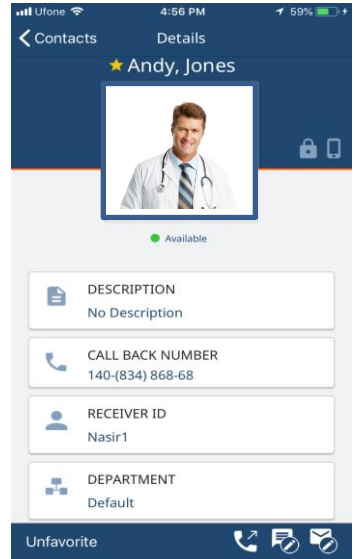 Ufone 4:56 PM 59%
Contacts Details
Andy, Jones
Available
DESCRIPTION
No Description
CALL BACK NUMBER
140-(834) 868-68
RECEIVER ID
Nasir1
DEPARTMENT
Default
Unfavorite